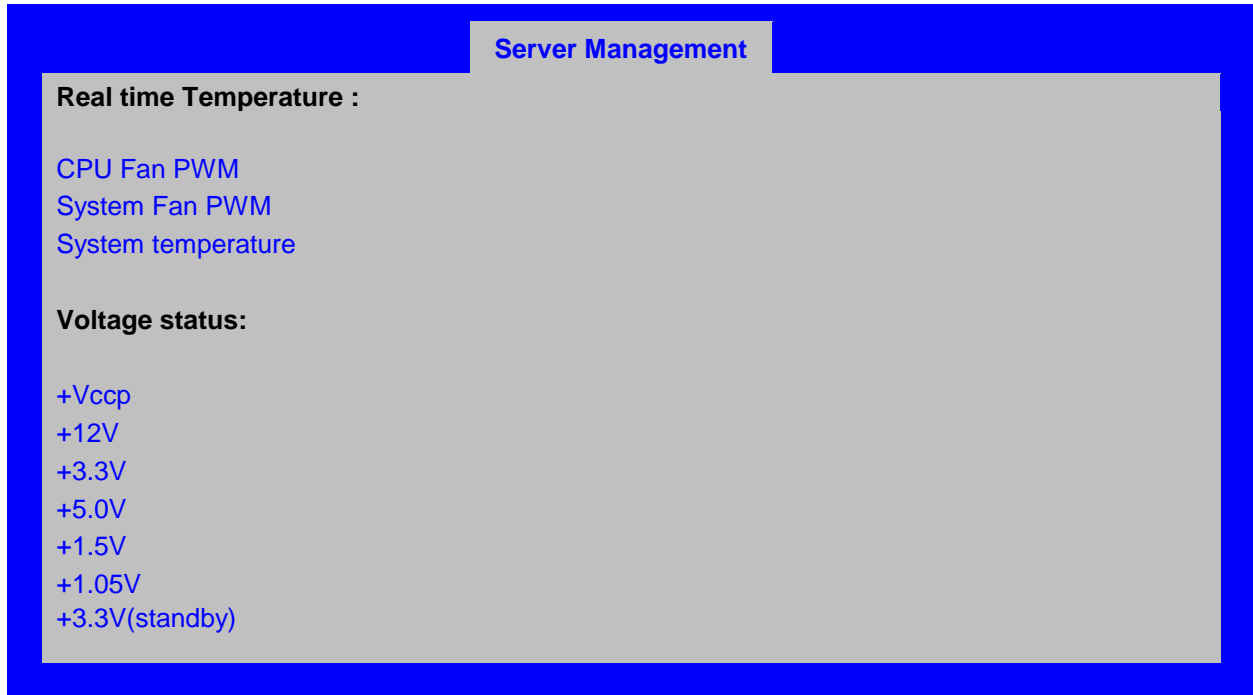 Server Management
Real time Temperature :
CPU Fan PWM
System Fan PWM
System temperature
Voltage status:
+Vccp
+12V
+3.3V
+5.0V
+1.5V
+1.05V
+3.3V(standby)